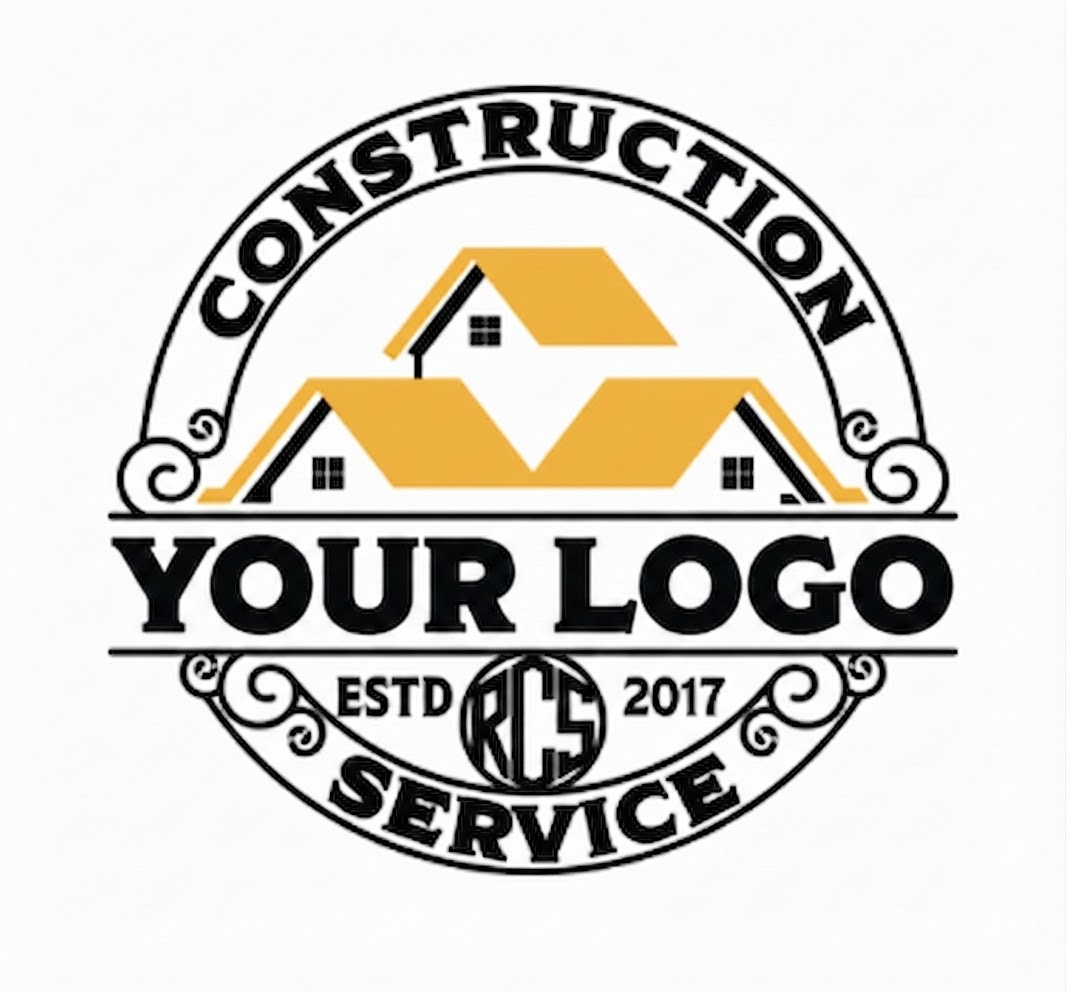 CONSTRUCTION
YOUR LOGO
ESTD RCS 2017
SERVICE